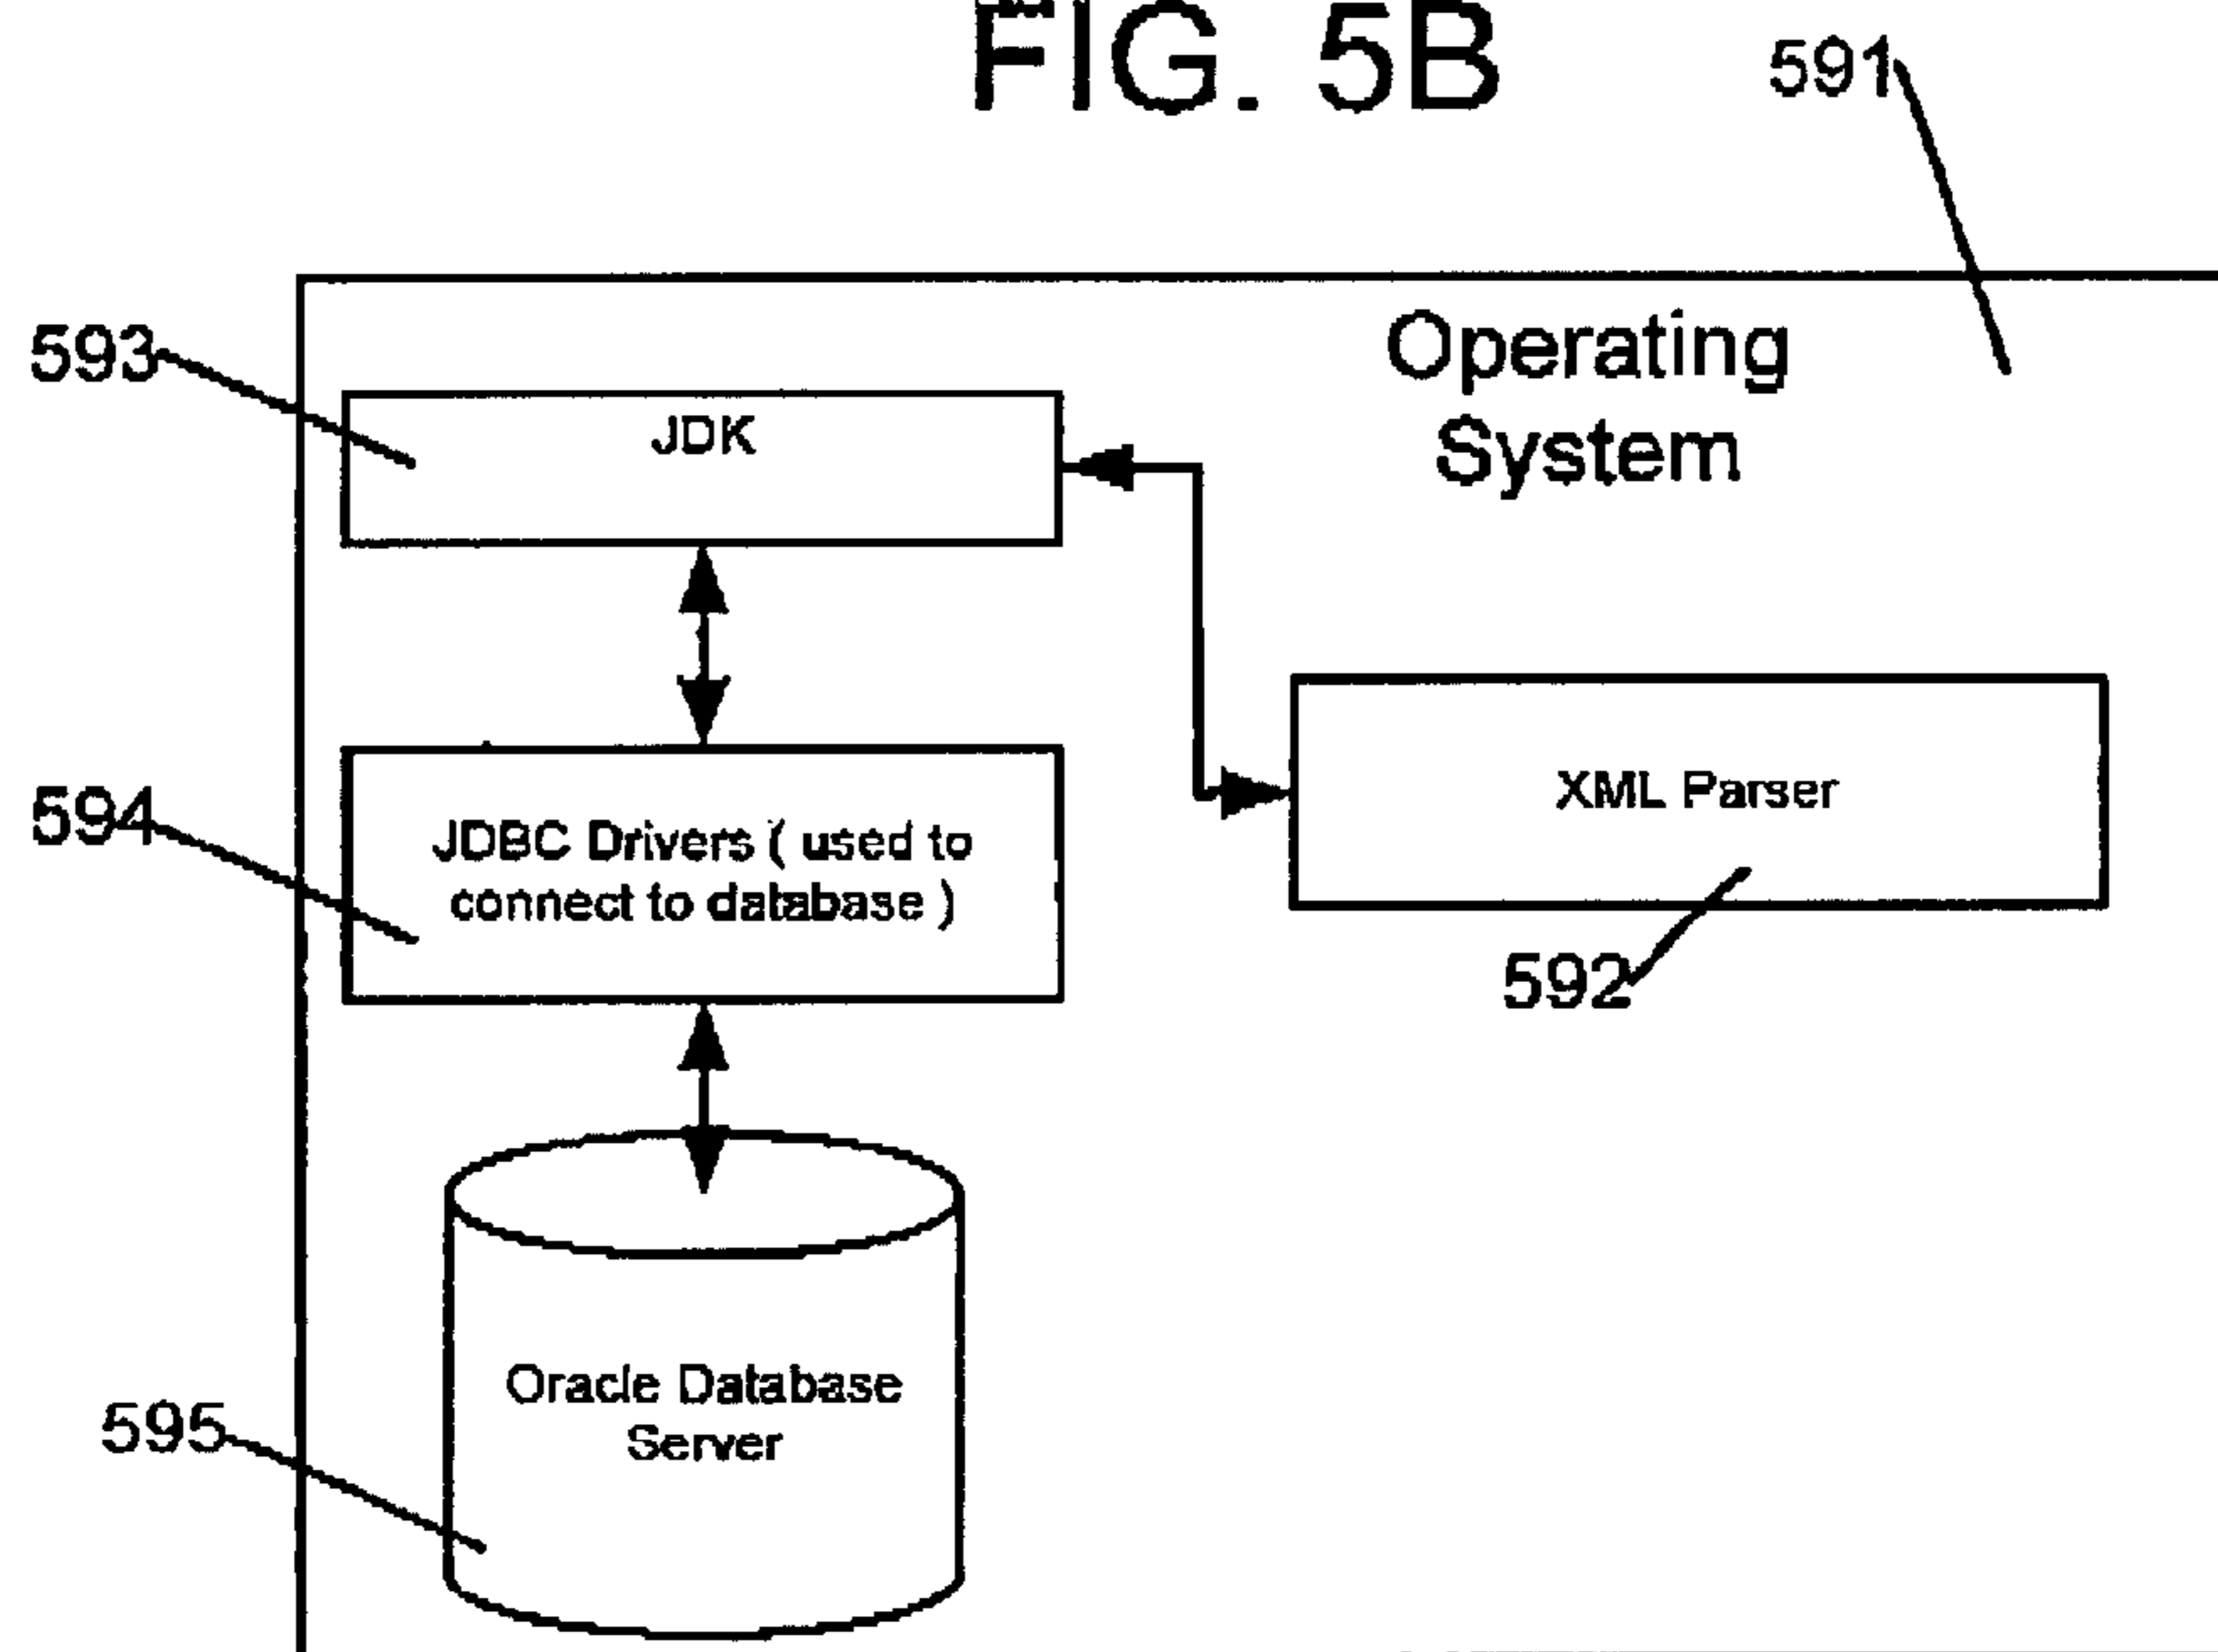 FIG. 5B
591
Operating
System
593
JDK
594
JDBC Drivers ( used to
connect to database )
XML Parser
592
Oracle Database
Server
595